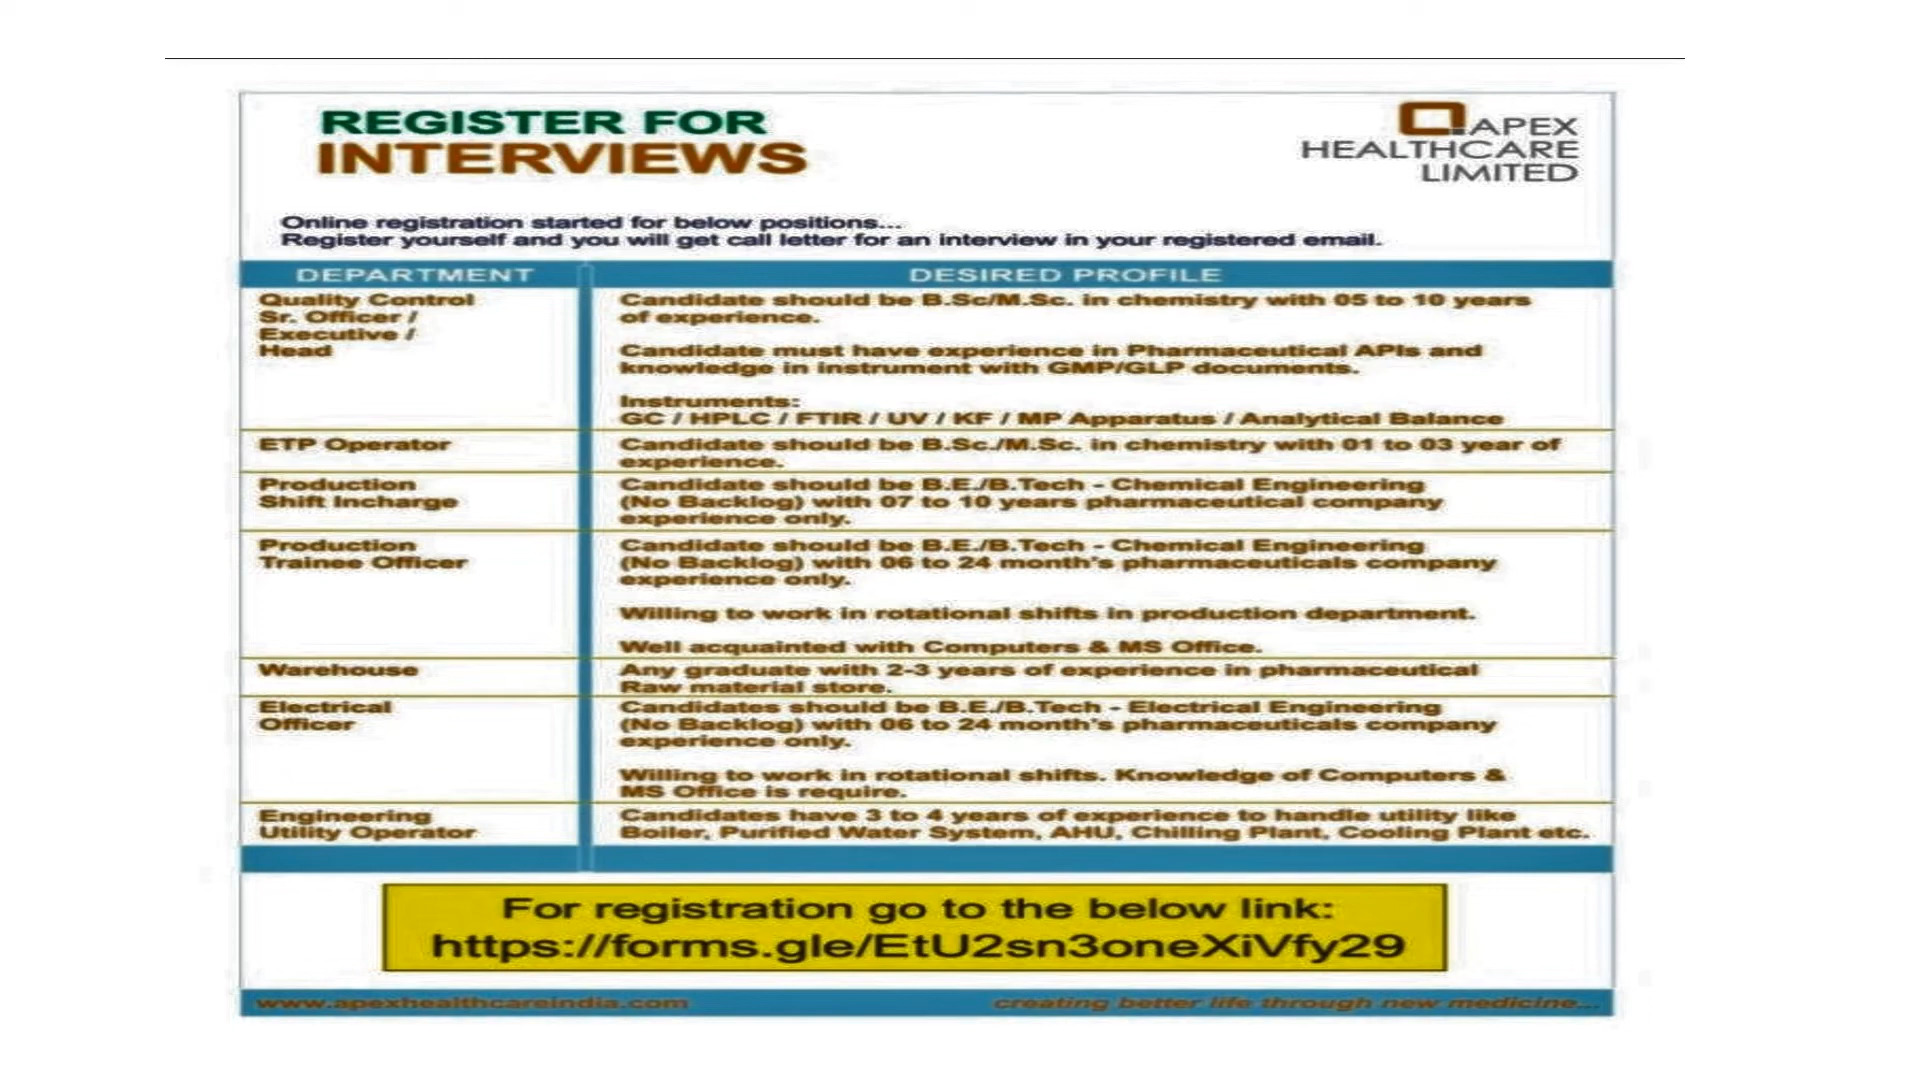 REGISTER FOR
INTERVIEWS
APEX
HEALTHCARE
LIMITED
Online registration started for below positions...
Register yourself and you will get call letter for an interview in your registered email.
DEPARTMENT DESIRED PROFILE
Quality Control
Sr. Officer /
Executive /
Head
Candidate should be B.Sc/M.Sc. in chemistry with 05 to 10 years
of experience.
Candidate must have experience in Pharmaceutical APIs and
knowledge in instrument with GMP/GLP documents.
Instruments:
GC / HPLC / FTIR / UV / KF / MP Apparatus / Analytical Balance
ETP Operator
Candidate should be B.Sc./M.Sc. in chemistry with 01 to 03 year of
experience.
Production
Shift Incharge
Candidate should be B.E./B.Tech - Chemical Engineering
(No Backlog) with 07 to 10 years pharmaceutical company
experience only.
Production
Trainee Officer
Candidate should be B.E./B.Tech - Chemical Engineering
(No Backlog) with 06 to 24 month's pharmaceuticals company
experience only.
Willing to work in rotational shifts in production department.
Well acquainted with Computers & MS Office.
Warehouse
Any graduate with 2-3 years of experience in pharmaceutical
Raw material store.
Electrical
Officer
Candidates should be B.E./B.Tech - Electrical Engineering
(No Backlog) with 06 to 24 month's pharmaceuticals company
experience only.
Willing to work in rotational shifts. Knowledge of Computers &
MS Office is require.
Engineering
Utility Operator
Candidates have 3 to 4 years of experience to handle utility like
Boiler, Purified Water System, AHU, Chilling Plant, Cooling Plant etc.
For registration go to the below link:
https://forms.gle/EtU2sn3oneXiVfy29
www.apexhealthcareindia.com creating better life through new medicine...